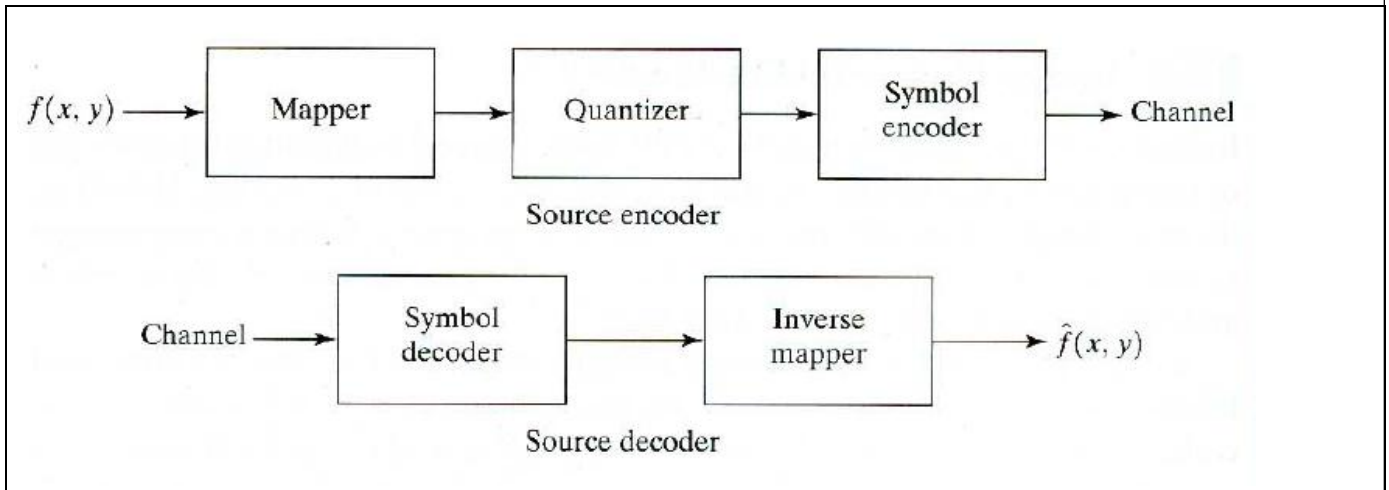 f(x, y)
Mapper
Quantizer
Symbol
encoder
Channel
Source encoder
Channel
Symbol
decoder
Inverse
mapper
f̂(x, y)
Source decoder